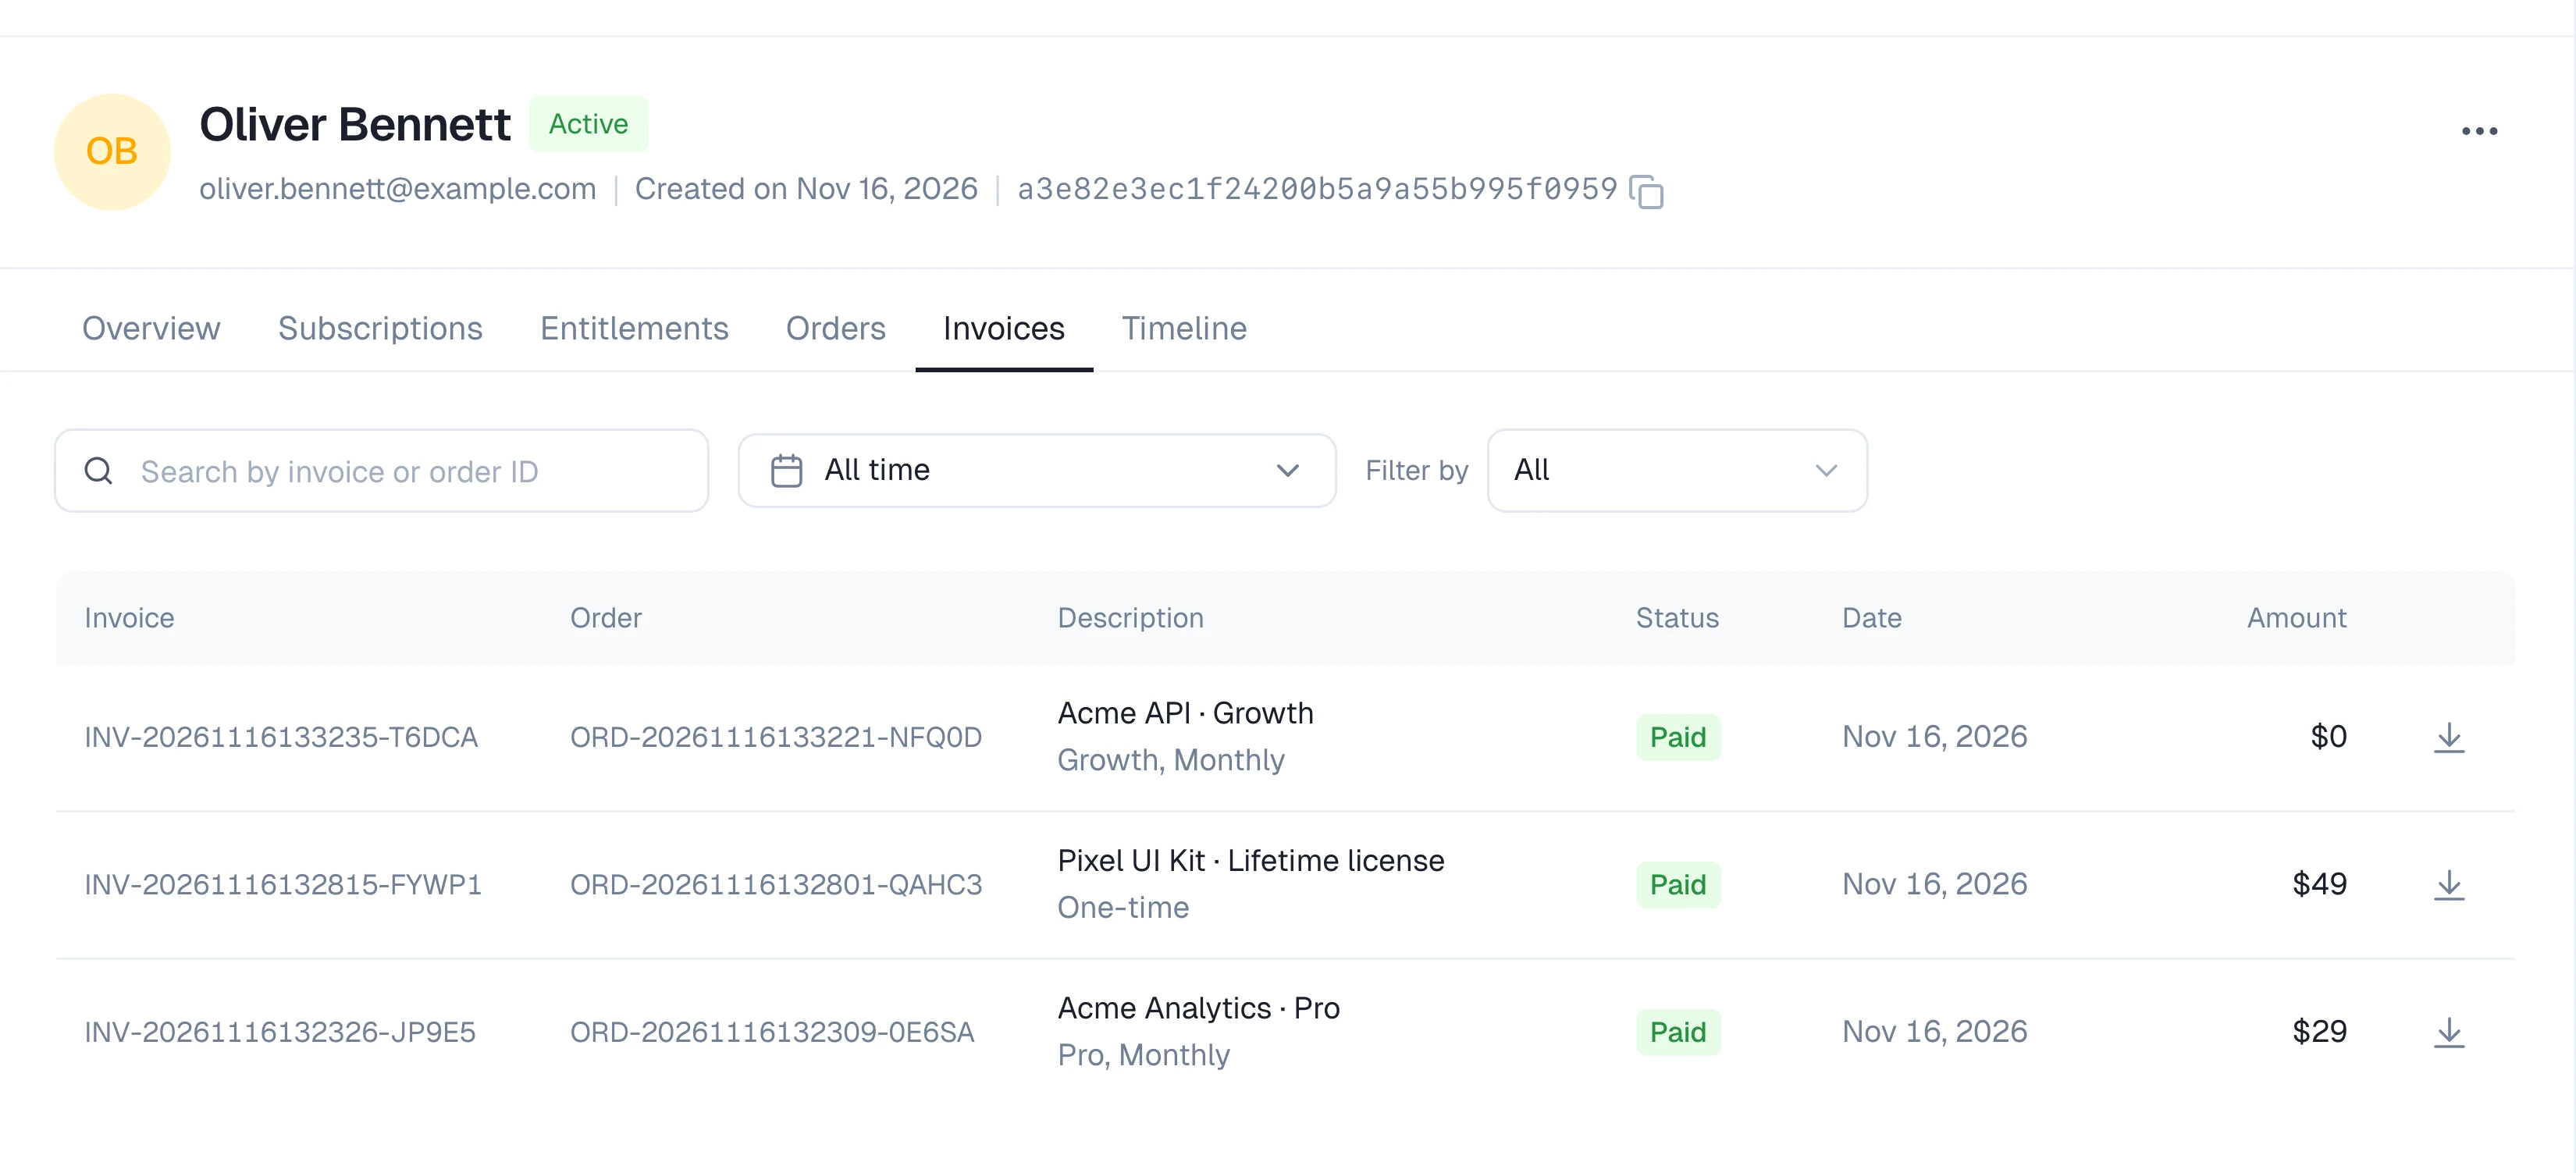 OB
Oliver Bennett Active
oliver.bennett@example.com | Created on Nov 16, 2026 | a3e82e3ec1f24200b5a9a55b995f0959
Overview Subscriptions Entitlements Orders Invoices Timeline
Search by invoice or order ID All time Filter by All
Invoice Order Description Status Date Amount
INV-20261116133235-T6DCA ORD-20261116133221-NFQ0D Acme API · Growth Paid Nov 16, 2026 $0
Growth, Monthly
INV-20261116132815-FYWP1 ORD-20261116132801-QAHC3 Pixel UI Kit · Lifetime license Paid Nov 16, 2026 $49
One-time
INV-20261116132326-JP9E5 ORD-20261116132309-0E6SA Acme Analytics · Pro Paid Nov 16, 2026 $29
Pro, Monthly